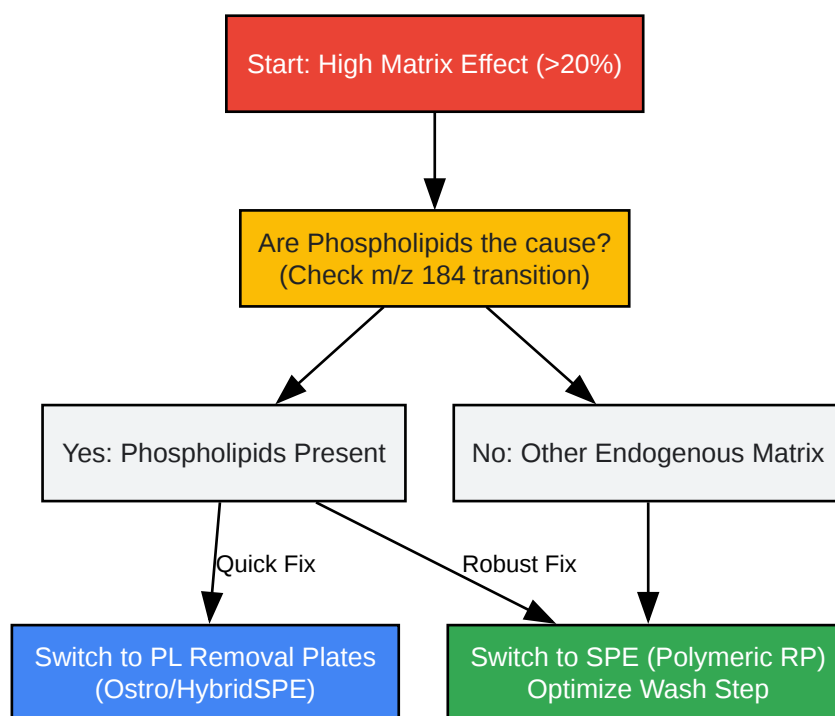 Start: High Matrix Effect (>20%)
Are Phospholipids the cause?
(Check m/z 184 transition)
Yes: Phospholipids Present
No: Other Endogenous Matrix
Quick Fix
Robust Fix
Switch to PL Removal Plates
(Ostro/HybridSPE)
Switch to SPE (Polymeric RP)
Optimize Wash Step